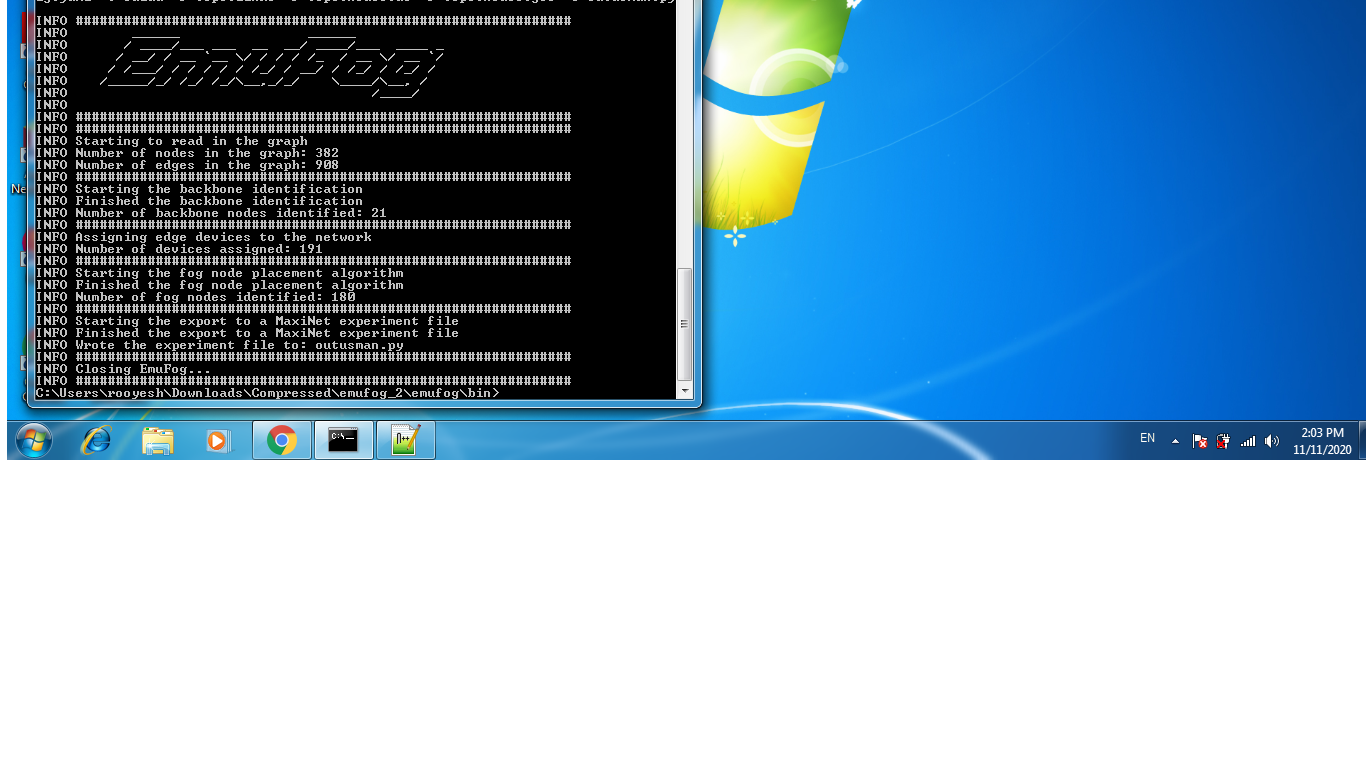 INFO ##############################################################
INFO
INFO
INFO
INFO
INFO
INFO
INFO
INFO ##############################################################
INFO ##############################################################
INFO Starting to read in the graph
INFO Number of nodes in the graph: 382
INFO Number of edges in the graph: 908
INFO ##############################################################
INFO Starting the backbone identification
INFO Finished the backbone identification
INFO Number of backbone nodes identified: 21
INFO ##############################################################
INFO Assigning edge devices to the network
INFO Number of devices assigned: 191
INFO ##############################################################
INFO Starting the fog node placement algorithm
INFO Finished the fog node placement algorithm
INFO Number of fog nodes identified: 180
INFO ##############################################################
INFO Starting the export to a MaxiNet experiment file
INFO Finished the export to a MaxiNet experiment file
INFO Wrote the experiment file to: outusman.py
INFO ##############################################################
INFO Closing EmuFog...
INFO ##############################################################
C:\Users\rooyesh\Downloads\Compressed\emufog_2\emufog\bin>
EmuFog
Ne
C:\_
EN
2:03 PM
11/11/2020